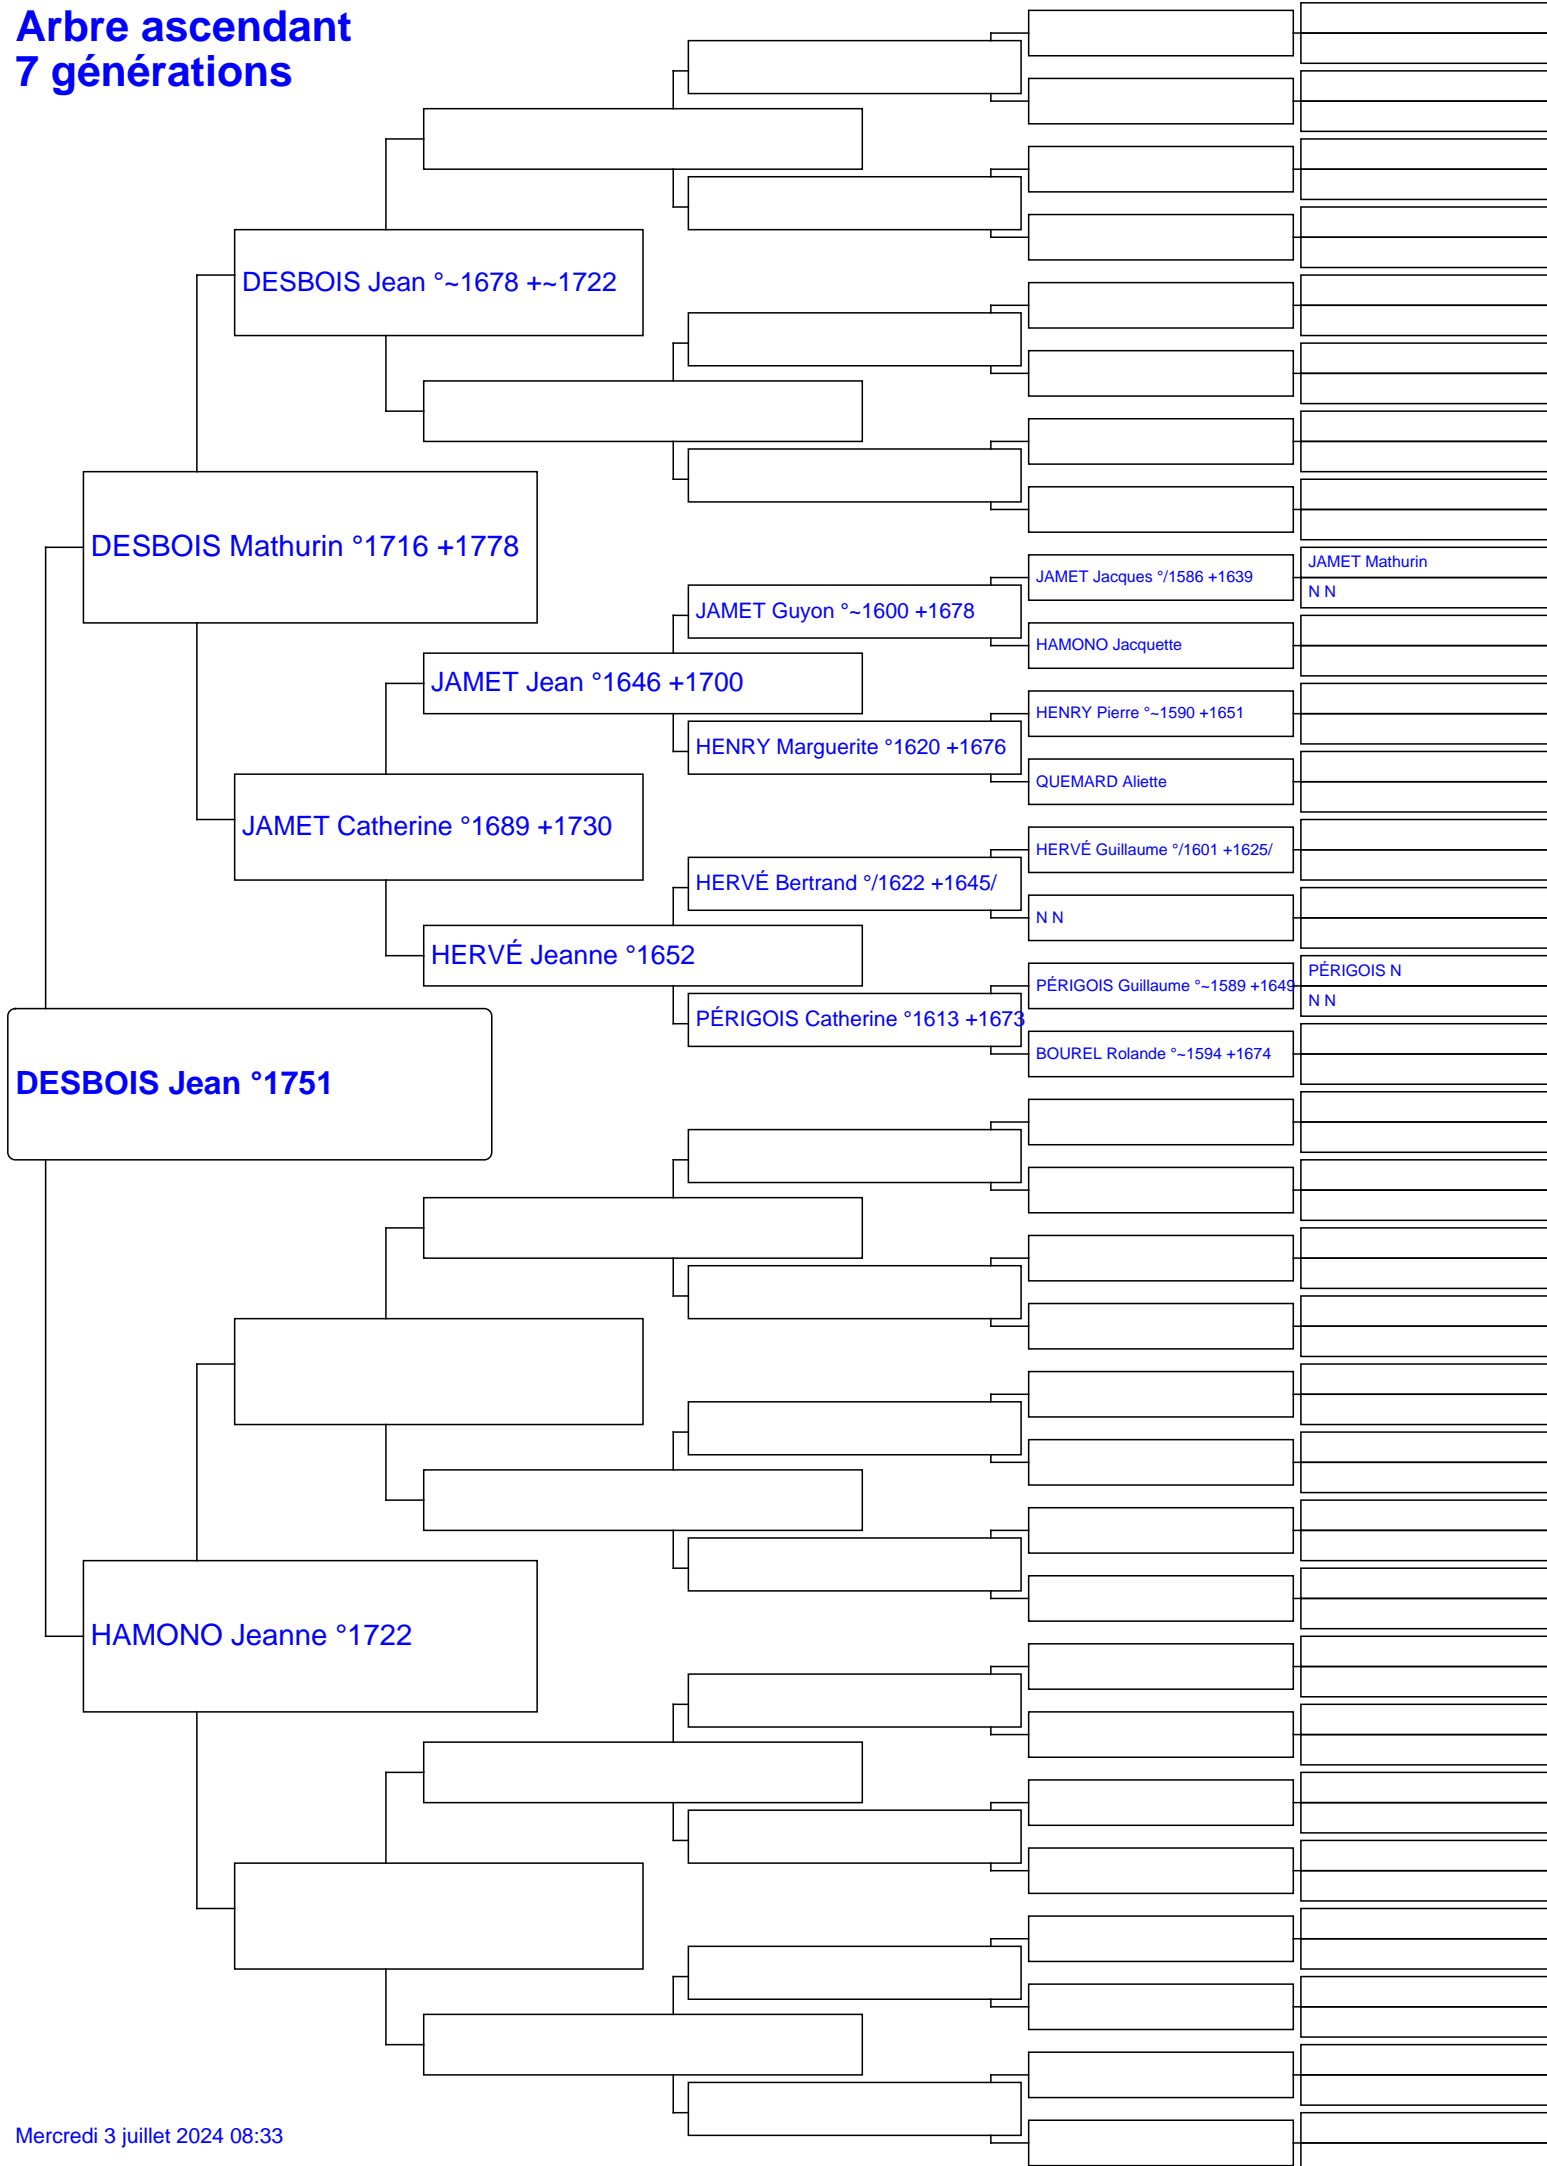 Arbre ascendant
7 générations
DESBOIS Jean °~1678 +~1722
DESBOIS Mathurin °1716 +1778
JAMET Jacques °/1586 +1639
JAMET Mathurin
N N
JAMET Guyon °~1600 +1678
HAMONO Jacquette
JAMET Jean °1646 +1700
HENRY Pierre °~1590 +1651
HENRY Marguerite °1620 +1676
QUEMARD Aliette
JAMET Catherine °1689 +1730
HERVÉ Guillaume °/1601 +1625/
HERVÉ Bertrand °/1622 +1645/
N N
HERVÉ Jeanne °1652
PÉRIGOIS Guillaume °~1589 +1649
PÉRIGOIS N
N N
PÉRIGOIS Catherine °1613 +1673
BOUREL Rolande °~1594 +1674
DESBOIS Jean °1751
HAMONO Jeanne °1722
Mercredi 3 juillet 2024 08:33